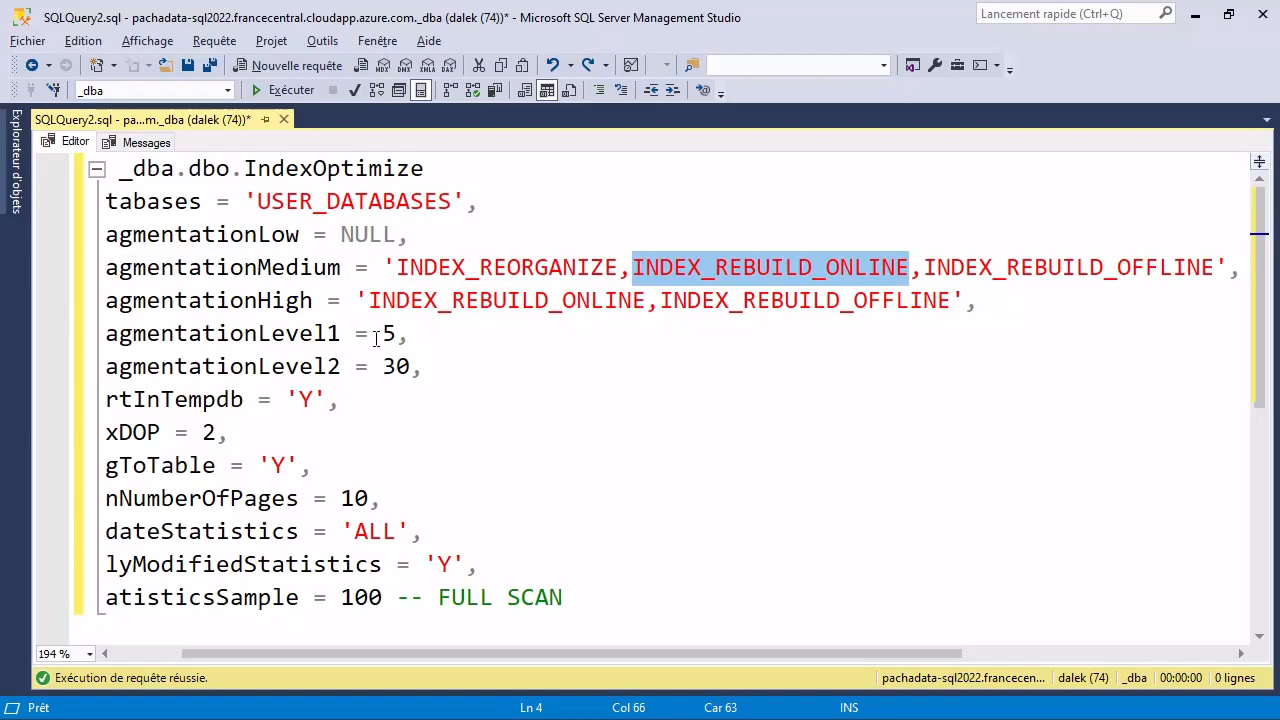 SQLQuery2.sql - pachadata-sql2022.francecentral.cloudapp.azure.com._dba (dalek (74))* - Microsoft SQL Server Management Studio
Lancement rapide (Ctrl+Q)
Fichier Edition Affichage Requête Projet Outils Fenêtre Aide
Nouvelle requête MDX DMX XMLA DAX
_dba Exécuter
SQLQuery2.sql - pa...m._dba (dalek (74))*
Explorateur d'objets
Editor Messages
_dba.dbo.IndexOptimize
tabases = 'USER_DATABASES',
agmentationLow = NULL,
agmentationMedium = 'INDEX_REORGANIZE,INDEX_REBUILD_ONLINE,INDEX_REBUILD_OFFLINE',
agmentationHigh = 'INDEX_REBUILD_ONLINE,INDEX_REBUILD_OFFLINE',
agmentationLevel1 = 5,
agmentationLevel2 = 30,
rtInTempdb = 'Y',
xDOP = 2,
gToTable = 'Y',
nNumberOfPages = 10,
dateStatistics = 'ALL',
lyModifiedStatistics = 'Y',
atisticsSample = 100 -- FULL SCAN
194 %
Exécution de requête réussie. pachadata-sql2022.francecen... dalek (74) _dba 00:00:00 0 lignes
Prêt Ln 4 Col 66 Car 63 INS